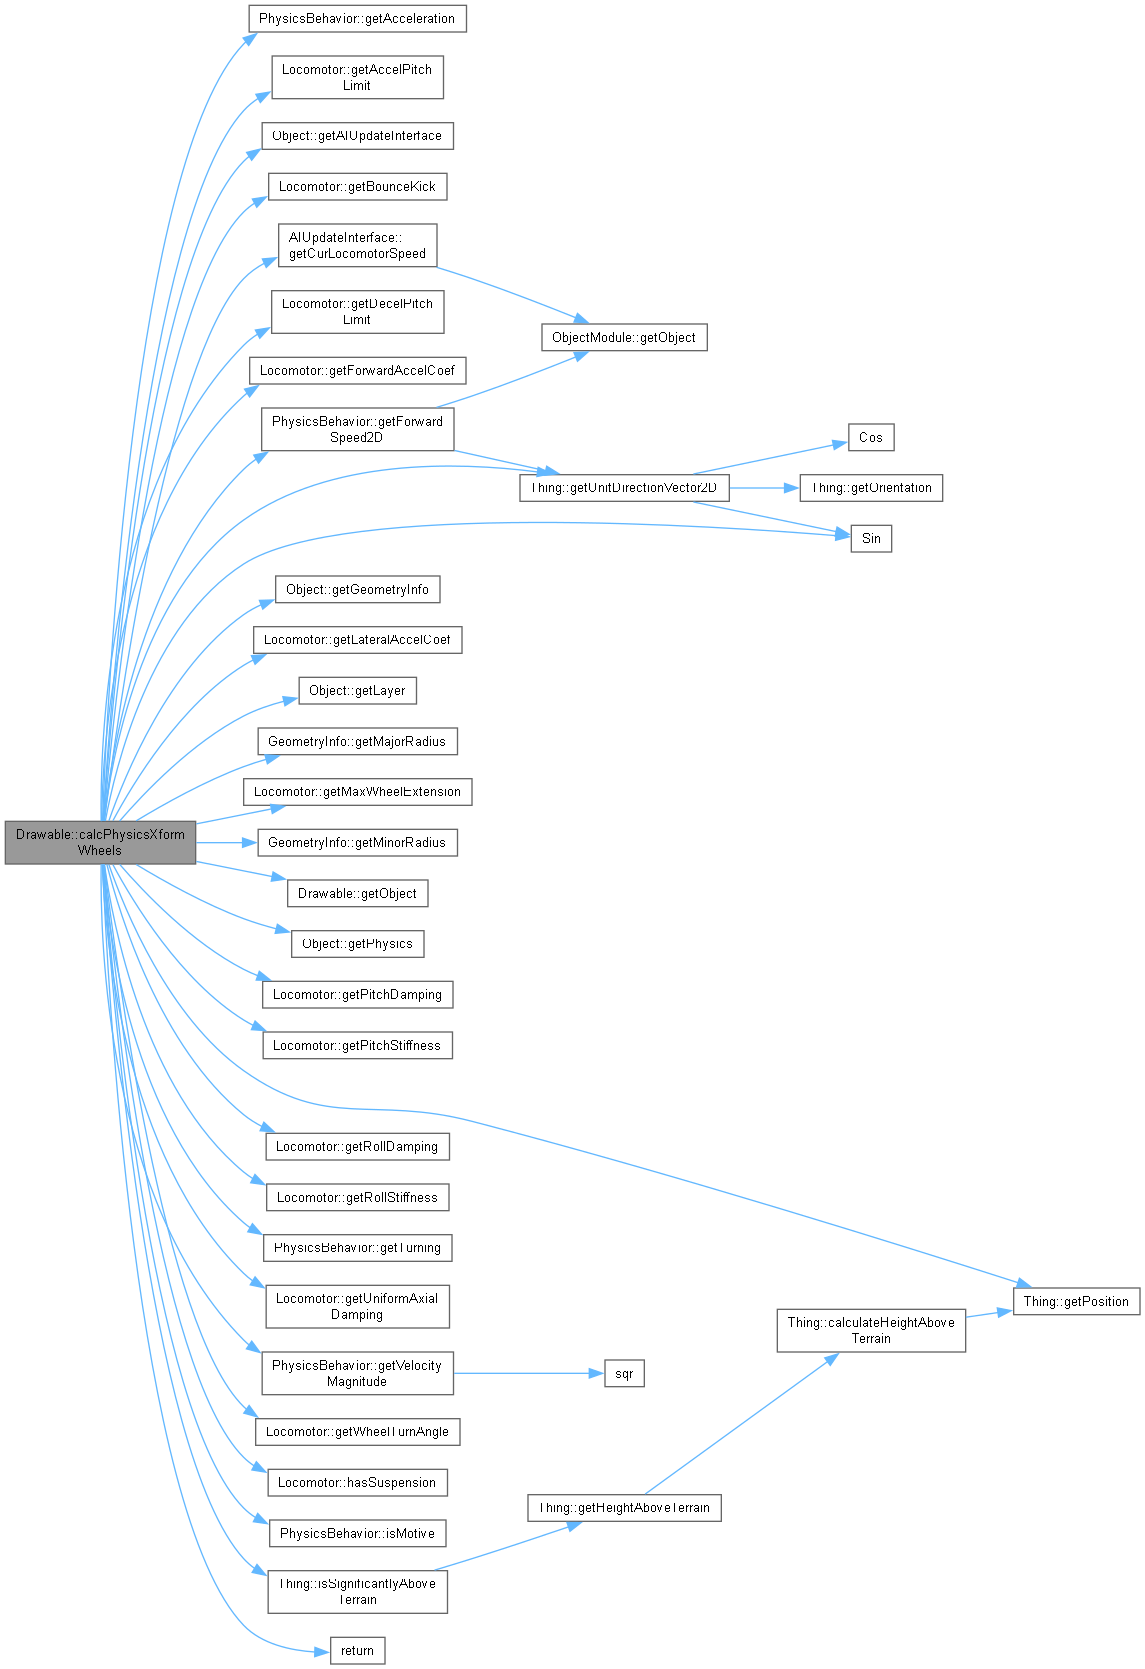 PhysicsBehavior::getAcceleration
Locomotor::getAccelPitch
Limit
Object::getAIUpdateInterface
Locomotor::getBounceKick
AIUpdateInterface::
getCurLocomotorSpeed
Locomotor::getDecelPitch
Limit
ObjectModule::getObject
Locomotor::getForwardAccelCoef
PhysicsBehavior::getForward
Speed2D
Cos
Thing::getUnitDirectionVector2D
Thing::getOrientation
Sin
Object::getGeometryInfo
Locomotor::getLateralAccelCoef
Object::getLayer
GeometryInfo::getMajorRadius
Locomotor::getMaxWheelExtension
Drawable::calcPhysicsXform
Wheels
GeometryInfo::getMinorRadius
Drawable::getObject
Object::getPhysics
Locomotor::getPitchDamping
Locomotor::getPitchStiffness
Locomotor::getRollDamping
Locomotor::getRollStiffness
PhysicsBehavior::getTurning
Locomotor::getUniformAxial
Damping
Thing::getPosition
Thing::calculateHeightAbove
Terrain
PhysicsBehavior::getVelocity
Magnitude
sqr
Locomotor::getWheelTurnAngle
Locomotor::hasSuspension
Thing::getHeightAboveTerrain
PhysicsBehavior::isMotive
Thing::isSignificantlyAbove
Terrain
return